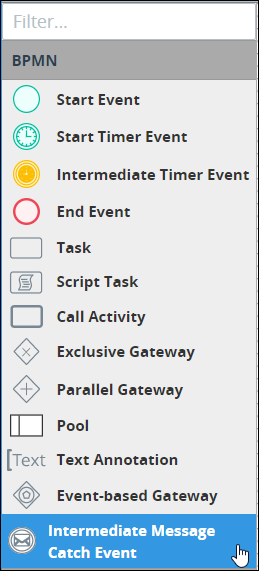 Filter...
BPMN
Start Event
Start Timer Event
Intermediate Timer Event
End Event
Task
Script Task
Call Activity
Exclusive Gateway
Parallel Gateway
Pool
Text Text Annotation
Event-based Gateway
Intermediate Message
Catch Event